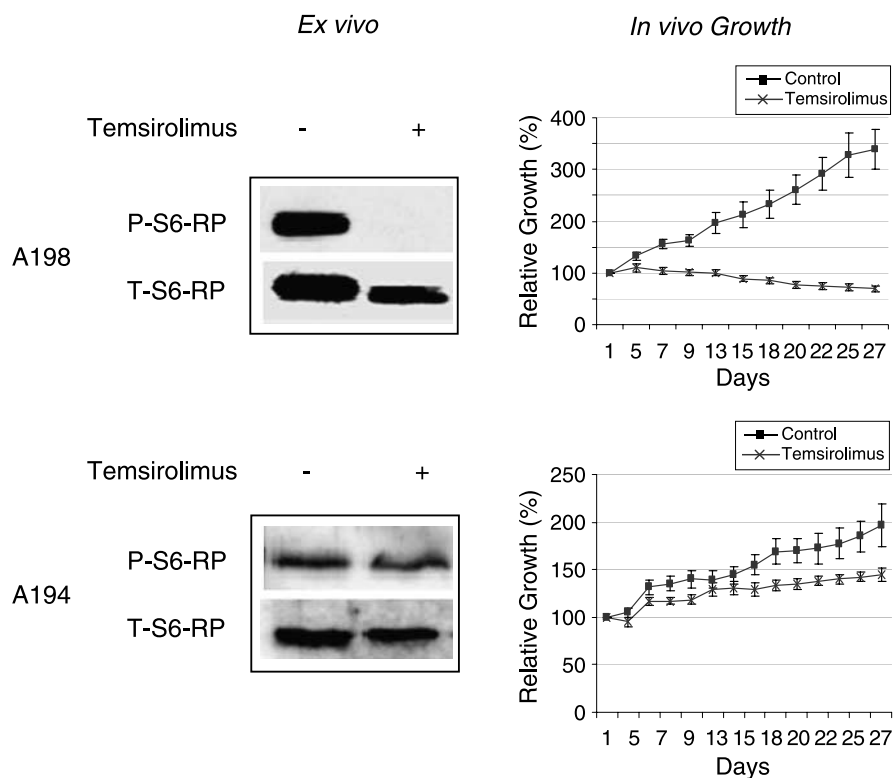 Ex vivo
In vivo Growth
Temsirolimus - +
P-S6-RP
A198
T-S6-RP
Control
Temsirolimus
400
300
200
100
0
Relative Growth (%)
1 5 7 9 13 15 18 20 22 25 27
Days
Temsirolimus - +
P-S6-RP
A194
T-S6-RP
Control
Temsirolimus
250
200
150
100
50
0
Relative Growth (%)
1 5 7 9 13 15 18 20 22 25 27
Days